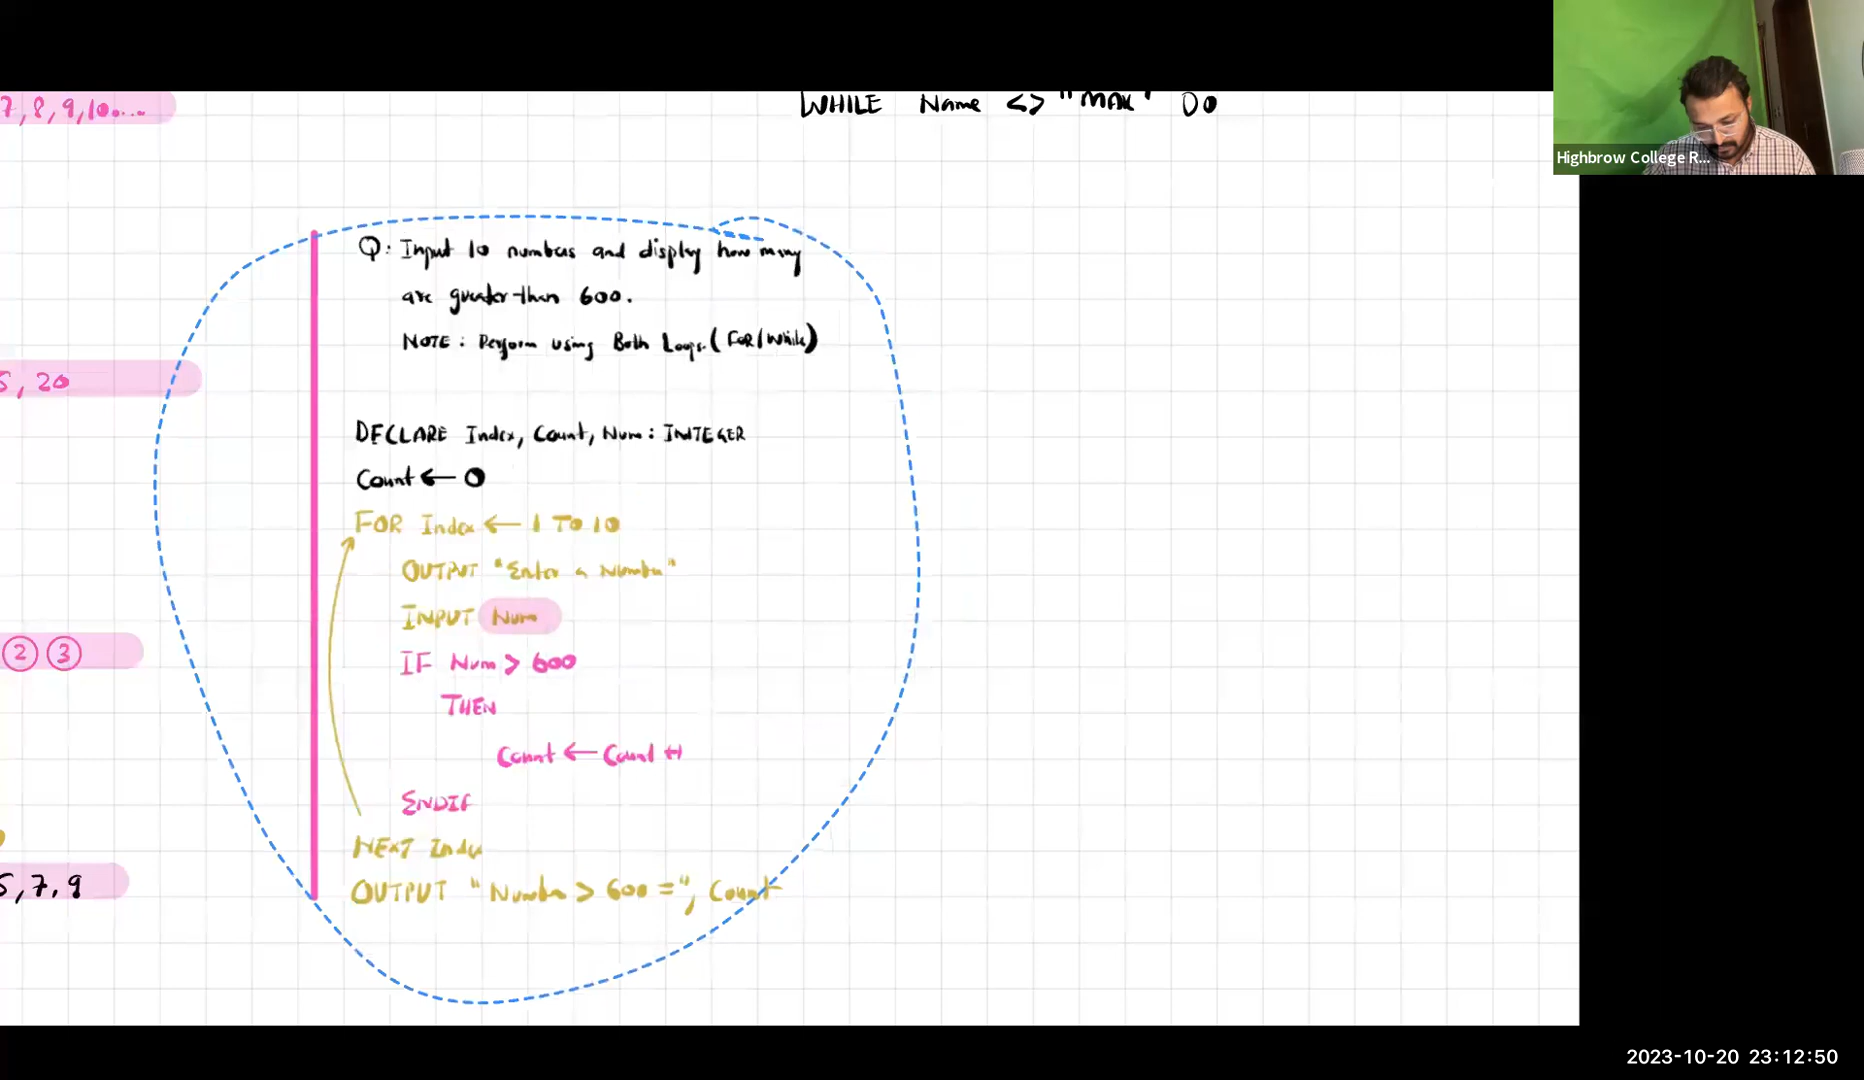 7, 8, 9, 10....
WHILE Name <> "MAX" DO
Highbrow College R...
Q: Input 10 numbers and display how many
are greater than 600.
NOTE: Perform using Both Loops. (FOR/While)
5, 20
DECLARE Index, Count, Num: INTEGER
Count ← 0
FOR Index ← 1 TO 10
OUTPUT "Enter a Number"
INPUT Num
IF Num > 600
② ③
THEN
Count ← Count +1
ENDIF
NEXT Index
5, 7, 9
OUTPUT "Number > 600 =", Count
2023-10-20 23:12:50